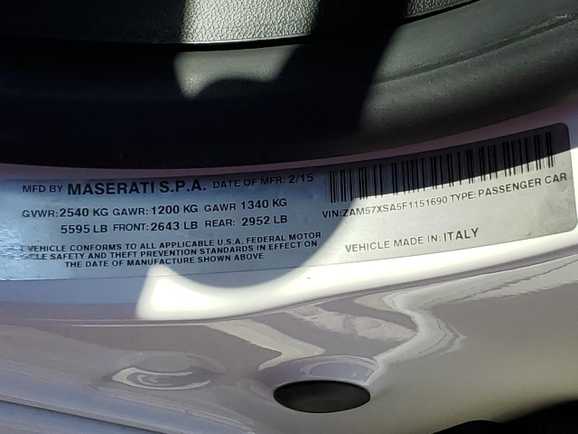 MFD BY MASERATI S.P.A. DATE OF MFR: 2/15
GVWR: 2540 KG GAWR: 1200 KG GAWR 1340 KG
5595 LB FRONT: 2643 LB REAR: 2952 LB
VEHICLE CONFORMS TO ALL APPLICABLE U.S.A. FEDERAL MOTOR
SAFETY AND THEFT PREVENTION STANDARDS IN EFFECT ON
THE DATE OF MANUFACTURE SHOWN ABOVE
VIN:ZAM57XSA5F1151690 TYPE: PASSENGER CAR
VEHICLE MADE IN: ITALY